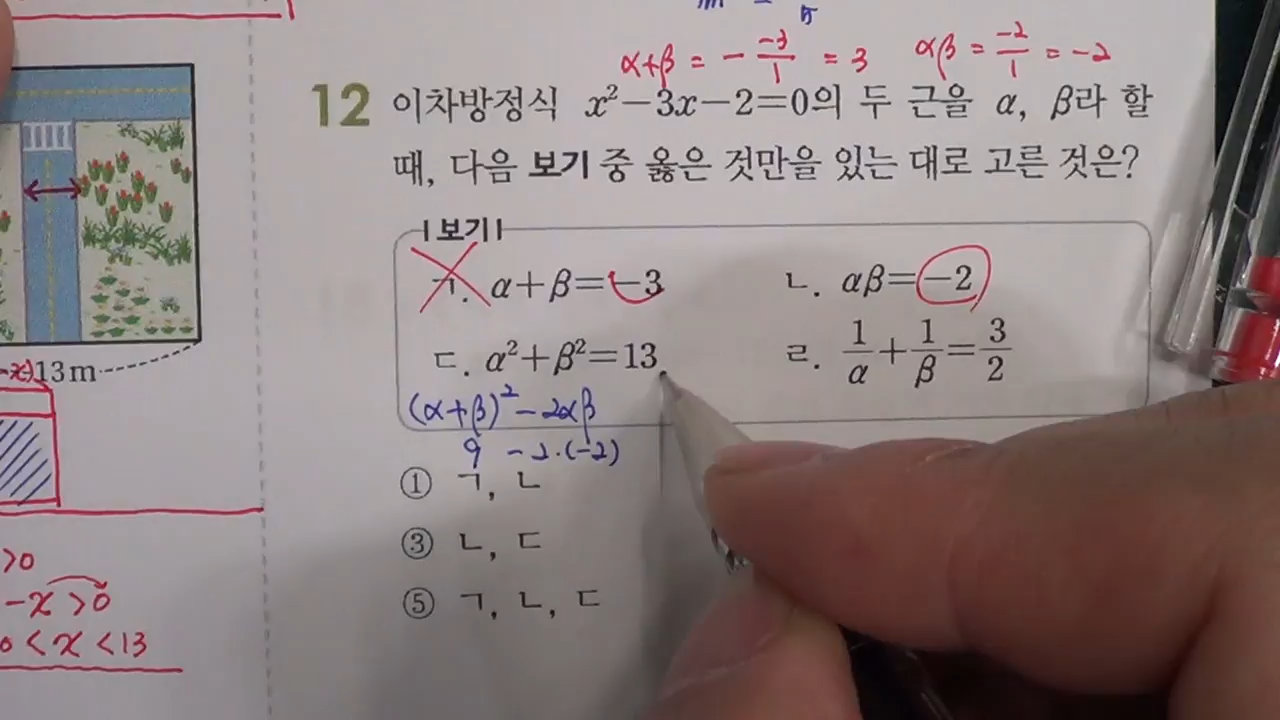 α+β = - -3/1 = 3 αβ = -2/1 = -2
12 이차방정식 x²-3x-2=0의 두 근을 α, β라 할
때, 다음 보기 중 옳은 것만을 있는 대로 고른 것은?
| 보기 |
ㄱ. α+β=-3 ㄴ. αβ=-2
ㄷ. α²+β²=13 ㄹ. 1/α+1/β=3/2
(α+β)² - 2αβ
9 - 2·(-2)
① ㄱ, ㄴ
③ ㄴ, ㄷ
⑤ ㄱ, ㄴ, ㄷ
13 m
>0
-x >0
0 < x < 13